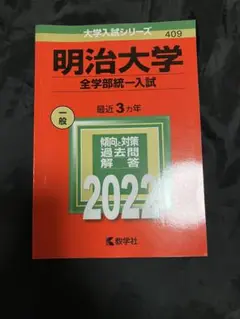 大学入試シリーズ
409
明治大学
全学部統一入試
一般
最近3カ年
傾向と対策
過去問
解答
2022
教学社